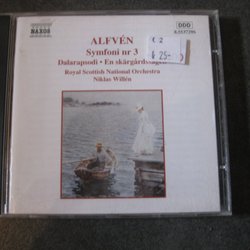 NAXOS
DDD
ALFVÉN
Symfoni nr 3
Dalarapsodi • En skärgårdssägen
Royal Scottish National Orchestra
Niklas Willén